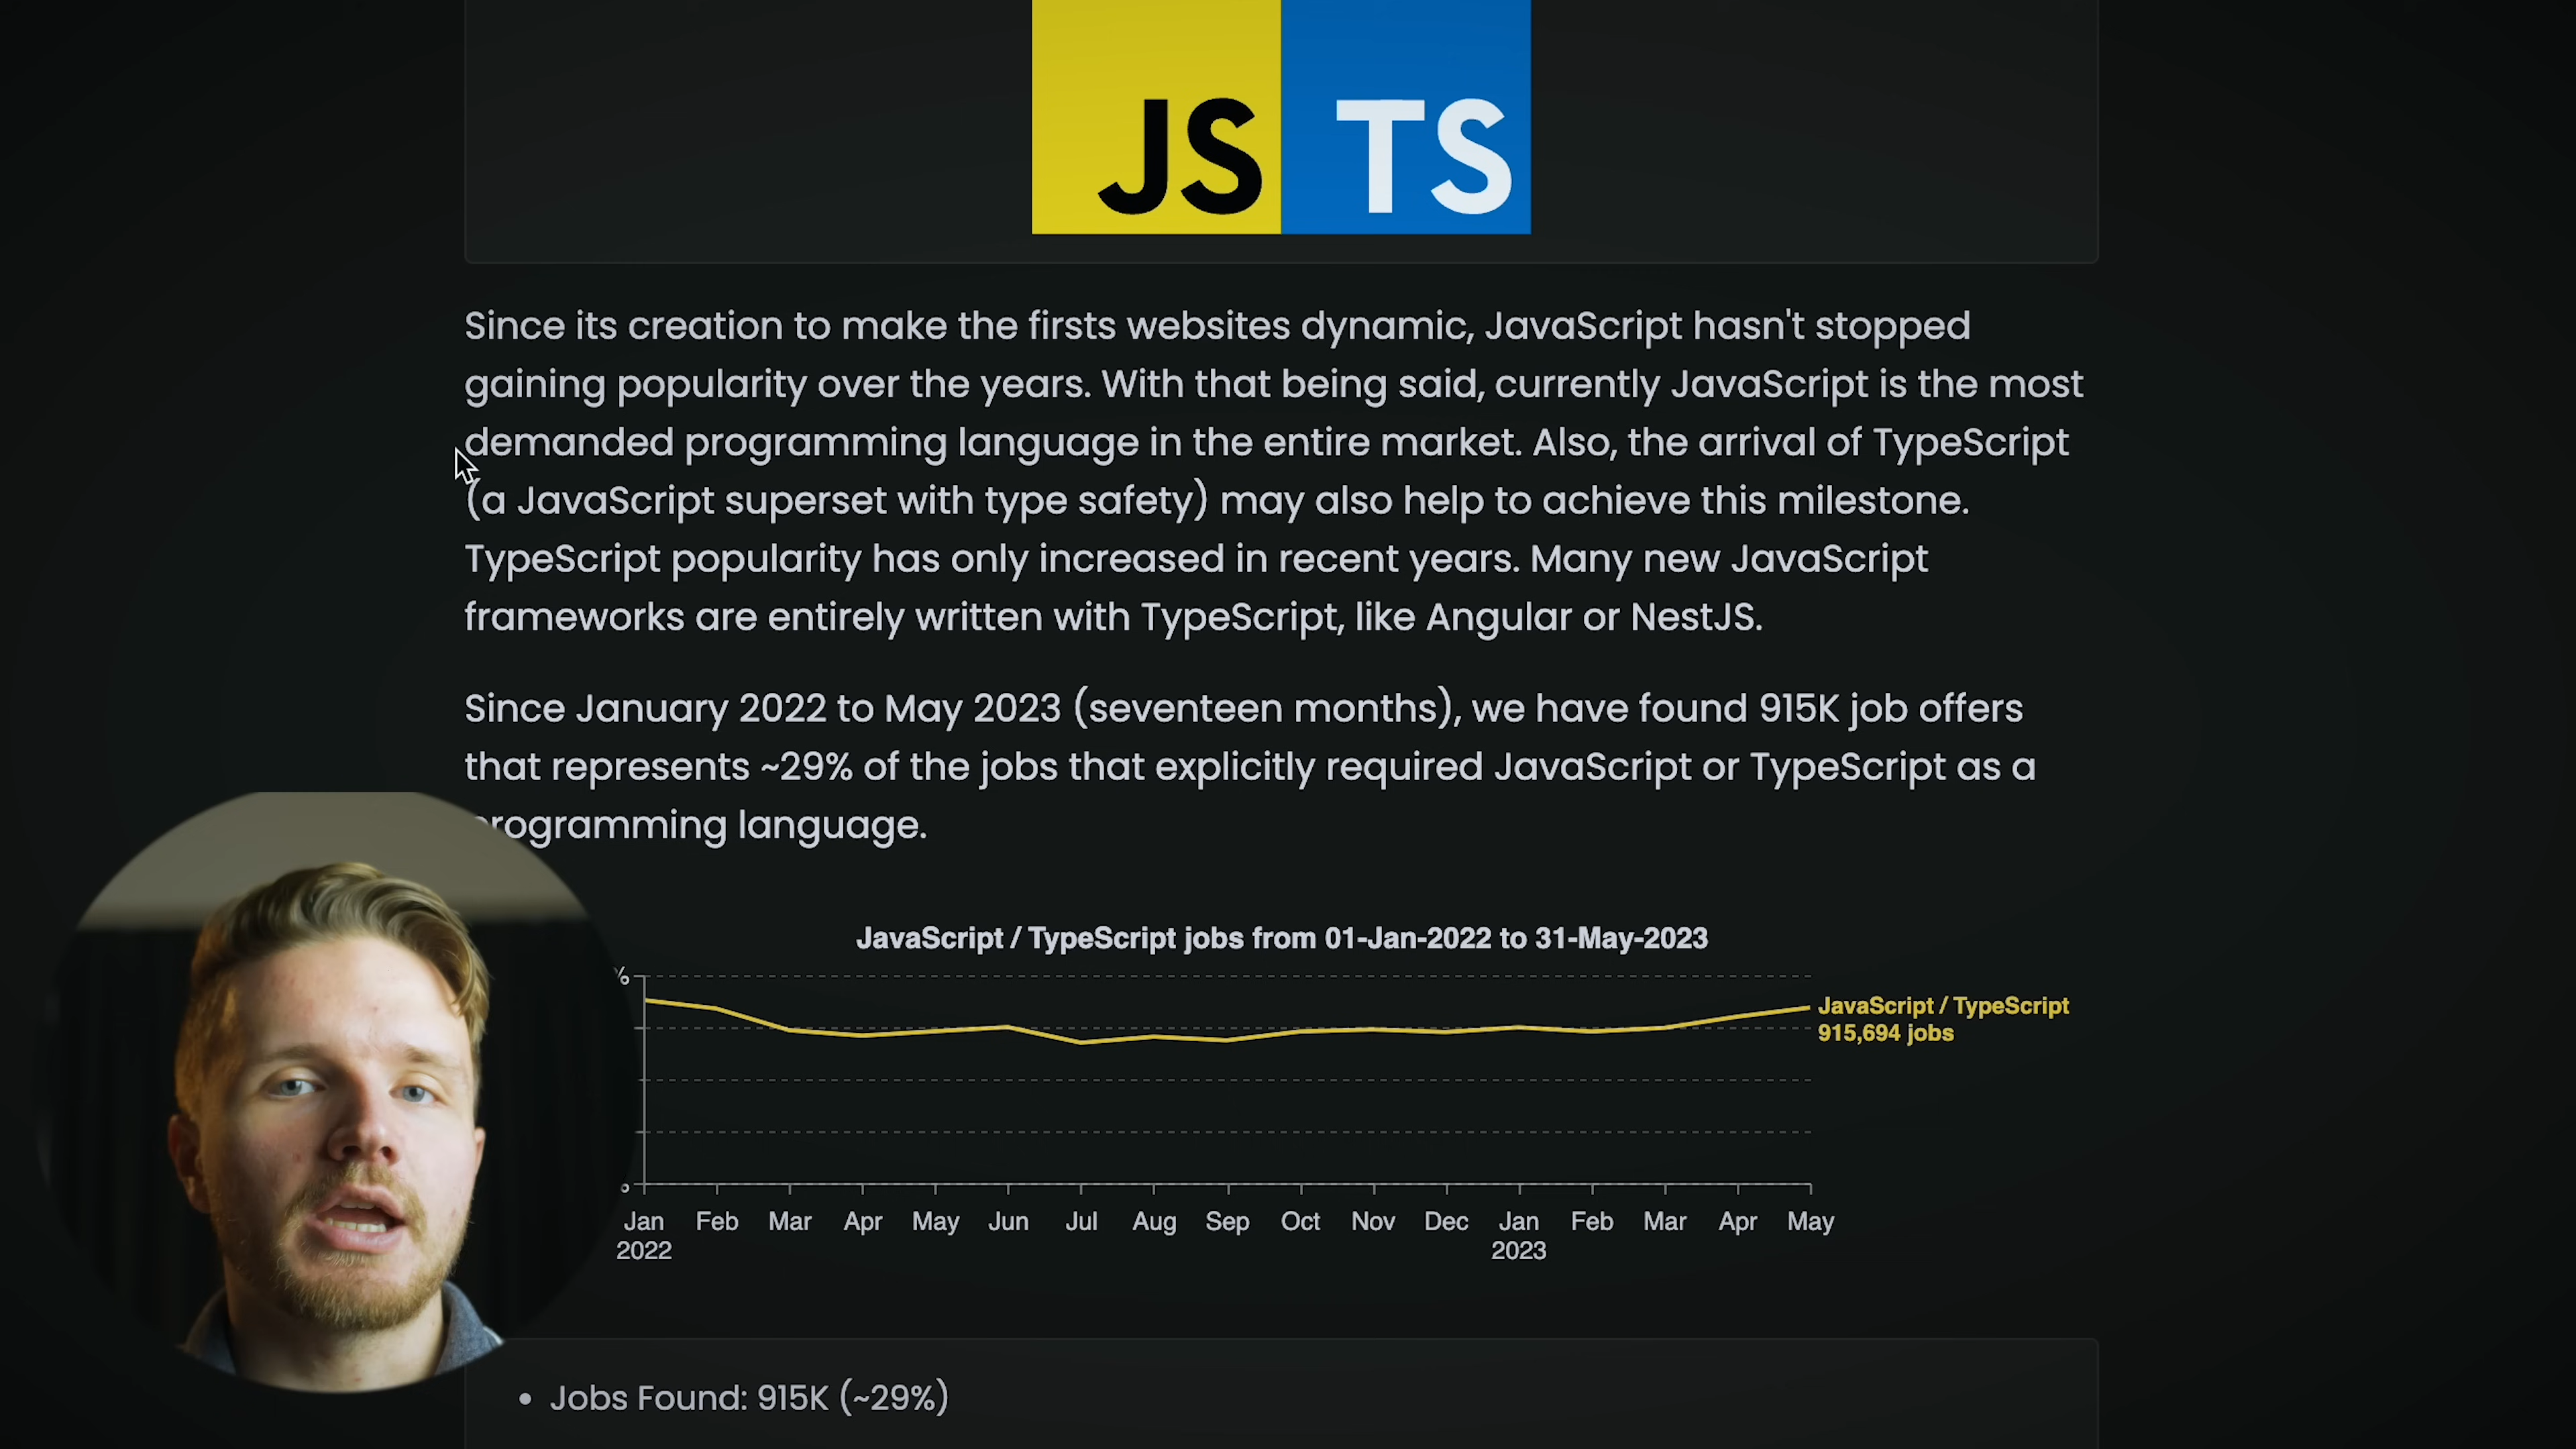 JS TS
Since its creation to make the firsts websites dynamic, JavaScript hasn't stopped
gaining popularity over the years. With that being said, currently JavaScript is the most
demanded programming language in the entire market. Also, the arrival of TypeScript
(a JavaScript superset with type safety) may also help to achieve this milestone.
TypeScript popularity has only increased in recent years. Many new JavaScript
frameworks are entirely written with TypeScript, like Angular or NestJS.
Since January 2022 to May 2023 (seventeen months), we have found 915K job offers
that represents ~29% of the jobs that explicitly required JavaScript or TypeScript as a
programming language.
JavaScript / TypeScript jobs from 01-Jan-2022 to 31-May-2023
JavaScript / TypeScript
915,694 jobs
Jan Feb Mar Apr May Jun Jul Aug Sep Oct Nov Dec Jan Feb Mar Apr May
2022 2023
• Jobs Found: 915K (~29%)